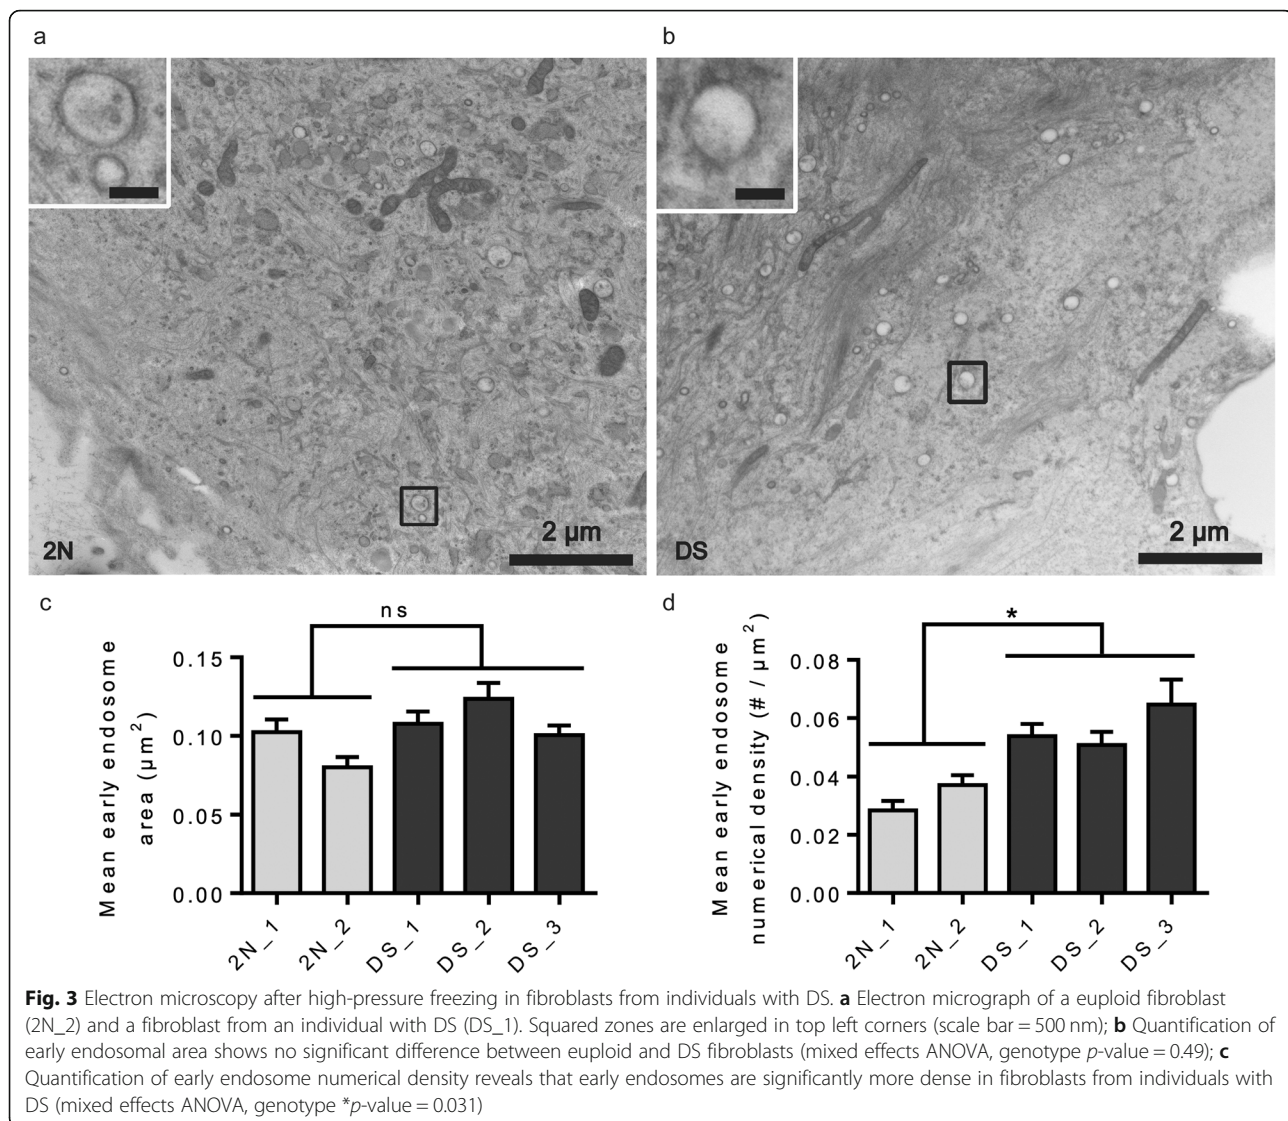 a
b
2N
2 µm
DS
2 µm
c
ns
Mean early endosome
area (µm²)
0.15
0.10
0.05
0.00
2N_1
2N_2
DS_1
DS_2
DS_3
d
*
Mean early endosome
numerical density (# / µm²)
0.08
0.06
0.04
0.02
0.00
2N_1
2N_2
DS_1
DS_2
DS_3
Fig. 3 Electron microscopy after high-pressure freezing in fibroblasts from individuals with DS. a Electron micrograph of a euploid fibroblast
(2N_2) and a fibroblast from an individual with DS (DS_1). Squared zones are enlarged in top left corners (scale bar = 500 nm); b Quantification of
early endosomal area shows no significant difference between euploid and DS fibroblasts (mixed effects ANOVA, genotype p-value = 0.49); c
Quantification of early endosome numerical density reveals that early endosomes are significantly more dense in fibroblasts from individuals with
DS (mixed effects ANOVA, genotype *p-value = 0.031)